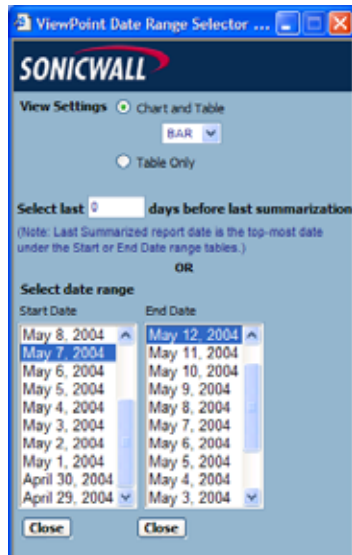 ViewPoint Date Range Selector ...
SONICWALL
View Settings Chart and Table
BAR
Table Only
Select last 0 days before last summarization
(Note: Last Summarized report date is the top-most date
under the Start or End Date range tables.)
OR
Select date range
Start Date End Date
May 8, 2004 May 12, 2004
May 7, 2004 May 11, 2004
May 6, 2004 May 10, 2004
May 5, 2004 May 9, 2004
May 4, 2004 May 8, 2004
May 3, 2004 May 7, 2004
May 2, 2004 May 6, 2004
May 1, 2004 May 5, 2004
April 30, 2004 May 4, 2004
April 29, 2004 May 3, 2004
Close Close